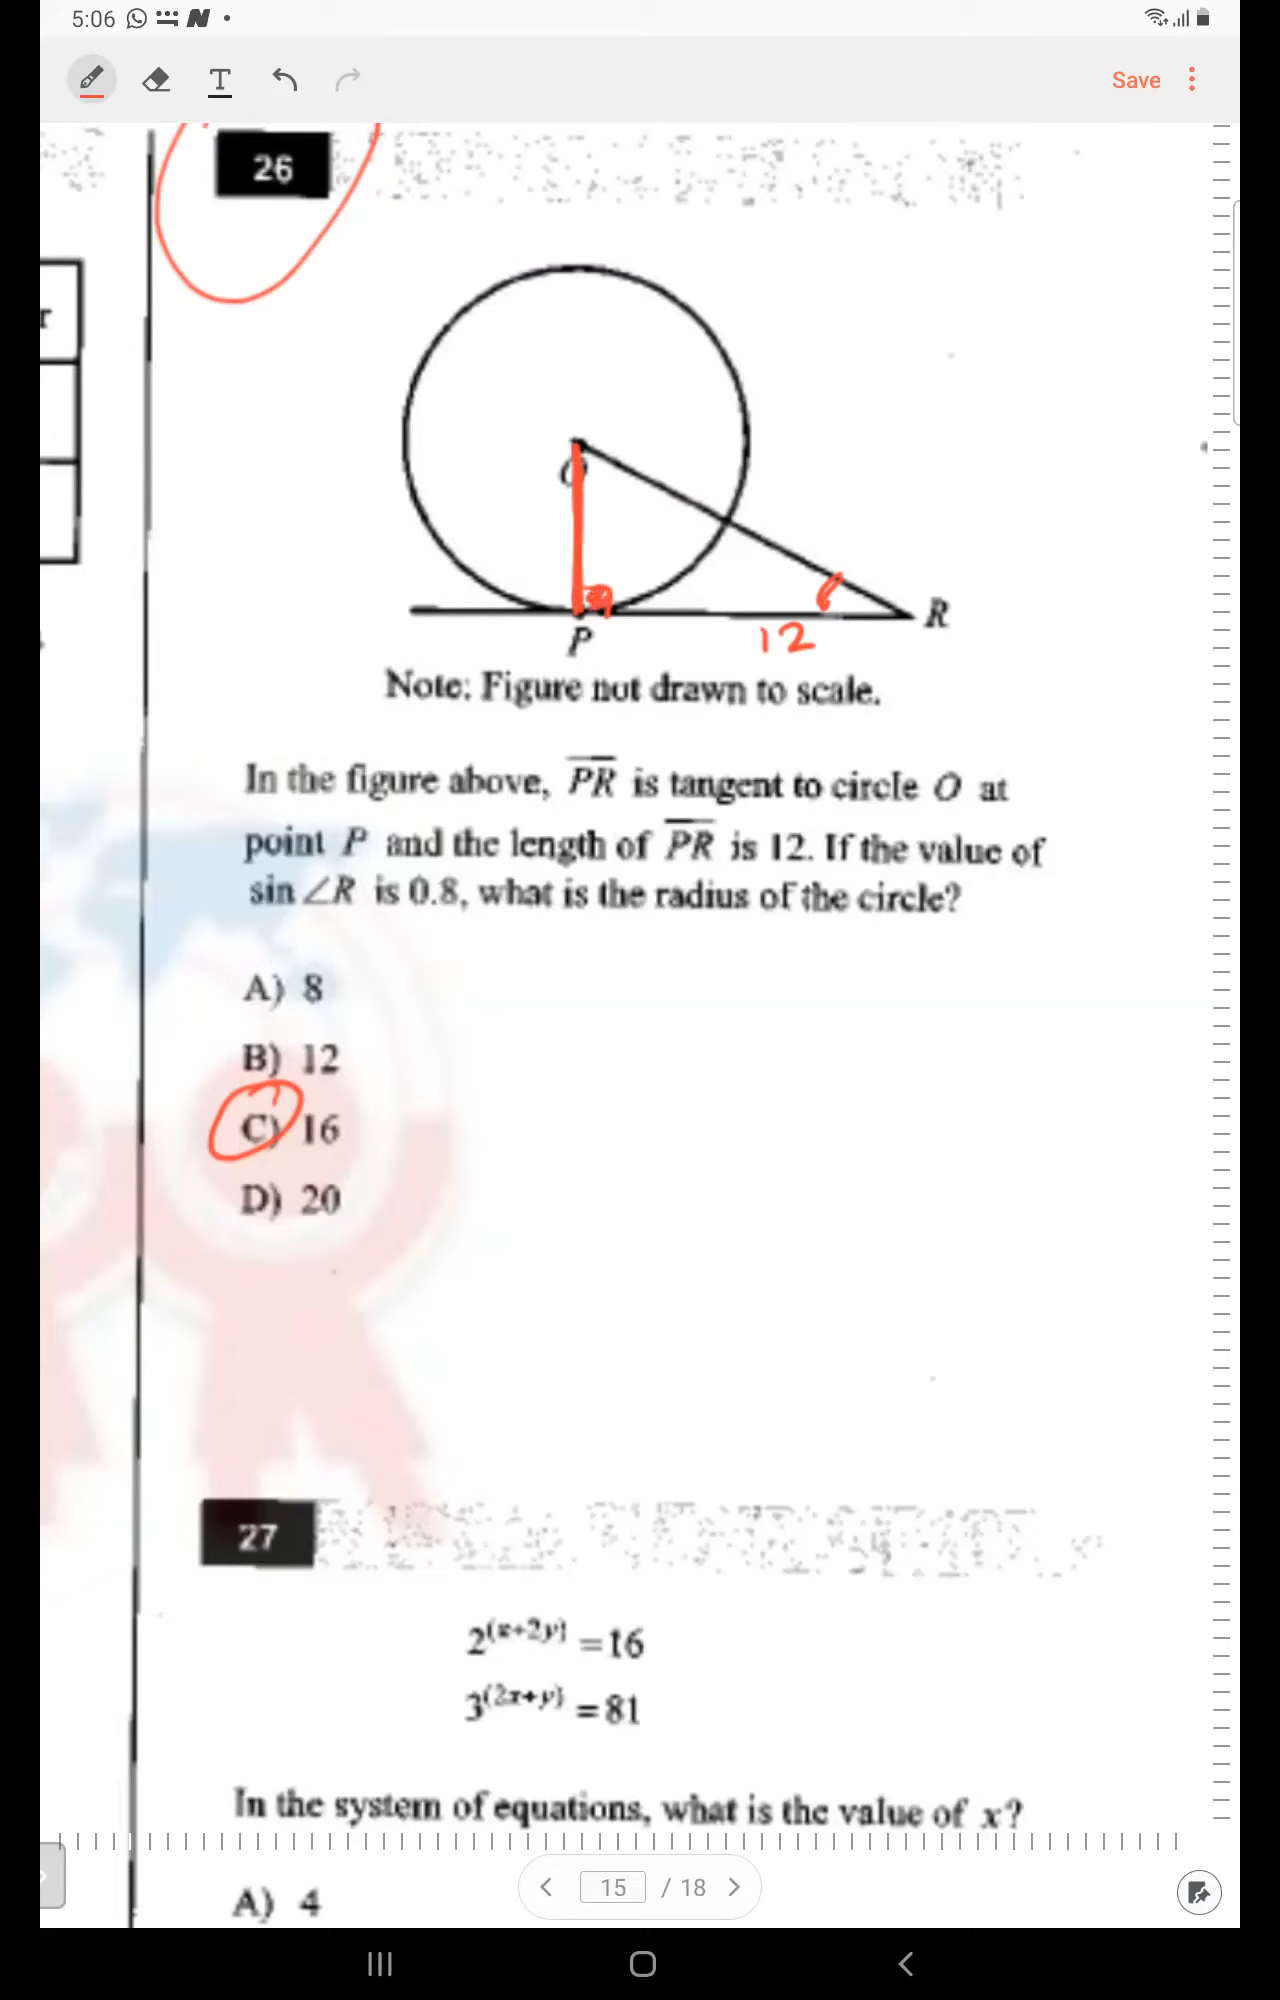 5:06
Save
26
r
O
12
R
P
Note: Figure not drawn to scale.
In the figure above, PR is tangent to circle O at
point P and the length of PR is 12. If the value of
sin ∠R is 0.8, what is the radius of the circle?
A) 8
B) 12
C) 16
D) 20
27
2^(x+2y) = 16
3^(2x+y) = 81
In the system of equations, what is the value of x?
15 / 18
A) 4